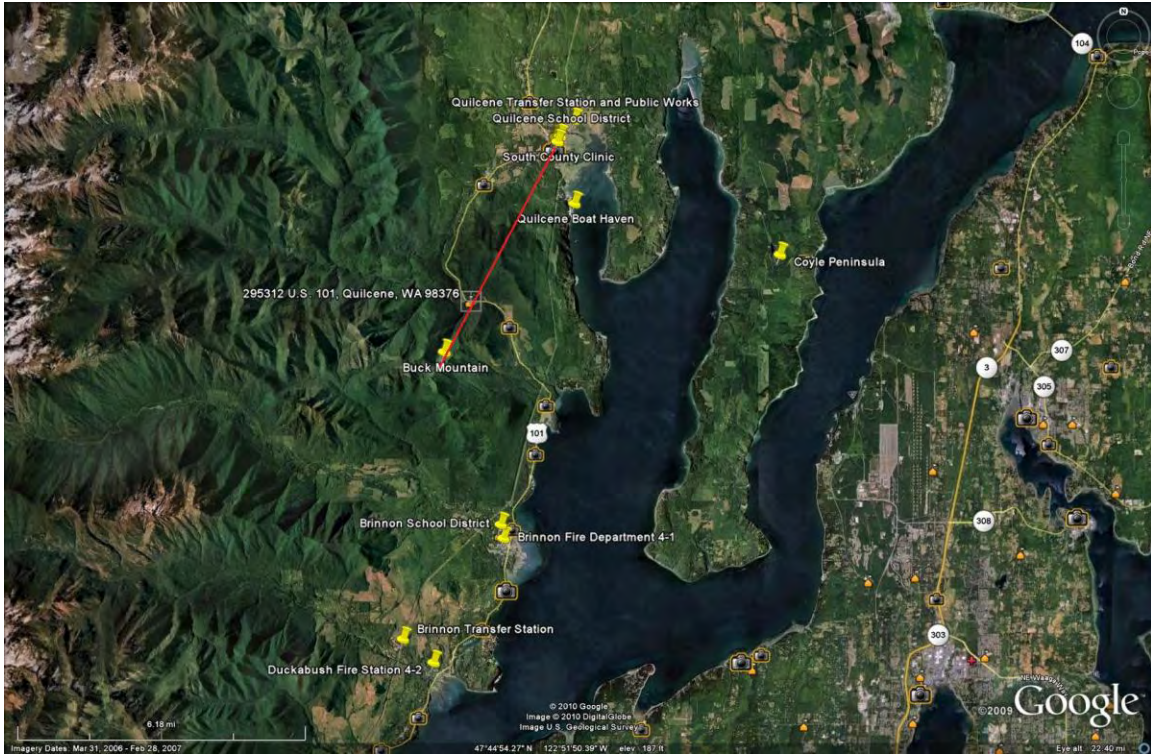 N
104
Quilcene Transfer Station and Public Works
Quilcene School District
South County Clinic
Quilcene Boat Haven
Coyle Peninsula
295312 U.S. 101, Quilcene, WA 98376
307
3
305
Buck Mountain
101
308
Brinnon School District
Brinnon Fire Department 4-1
Brinnon Transfer Station
303
Duckabush Fire Station 4-2
6.18 mi
© 2010 Google
Image © 2010 DigitalGlobe
Image U.S. Geological Survey
©2009 Google
Imagery Dates: Mar 31, 2006 - Feb 28, 2007
47°44'54.27" N 122°51'50.39" W elev 187 ft
Eye alt 22.40 mi